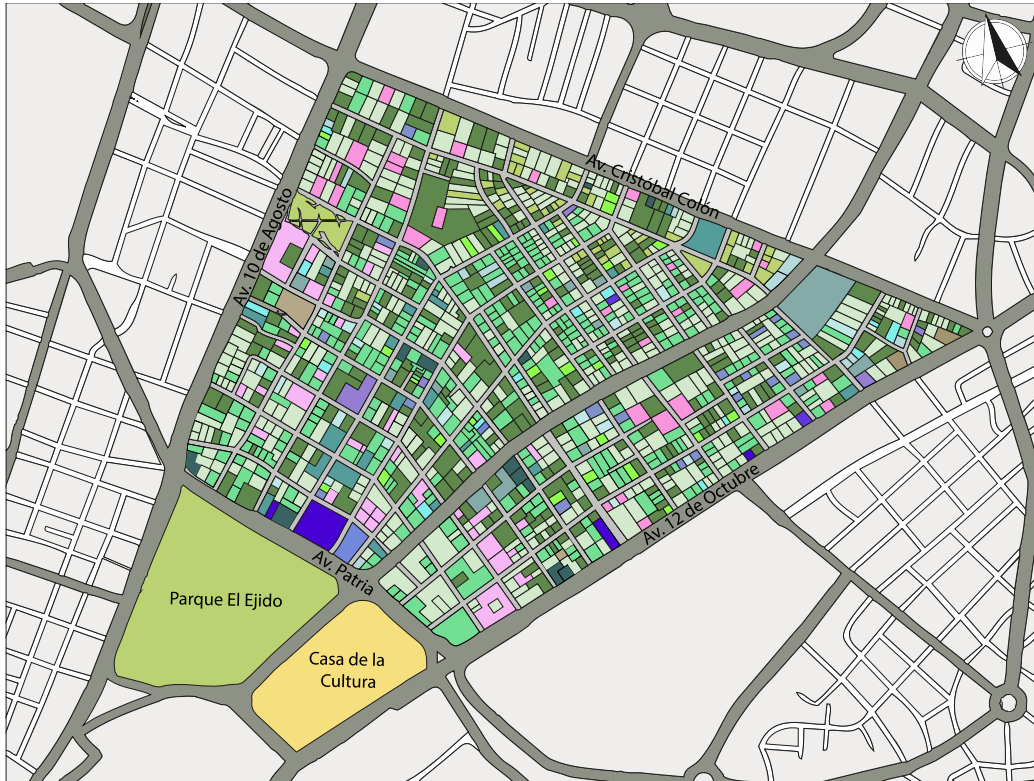 Av. Cristóbal Colón
Av. 10 de Agosto
Av. 12 de Octubre
Av. Patria
Parque El Ejido
Casa de la
Cultura